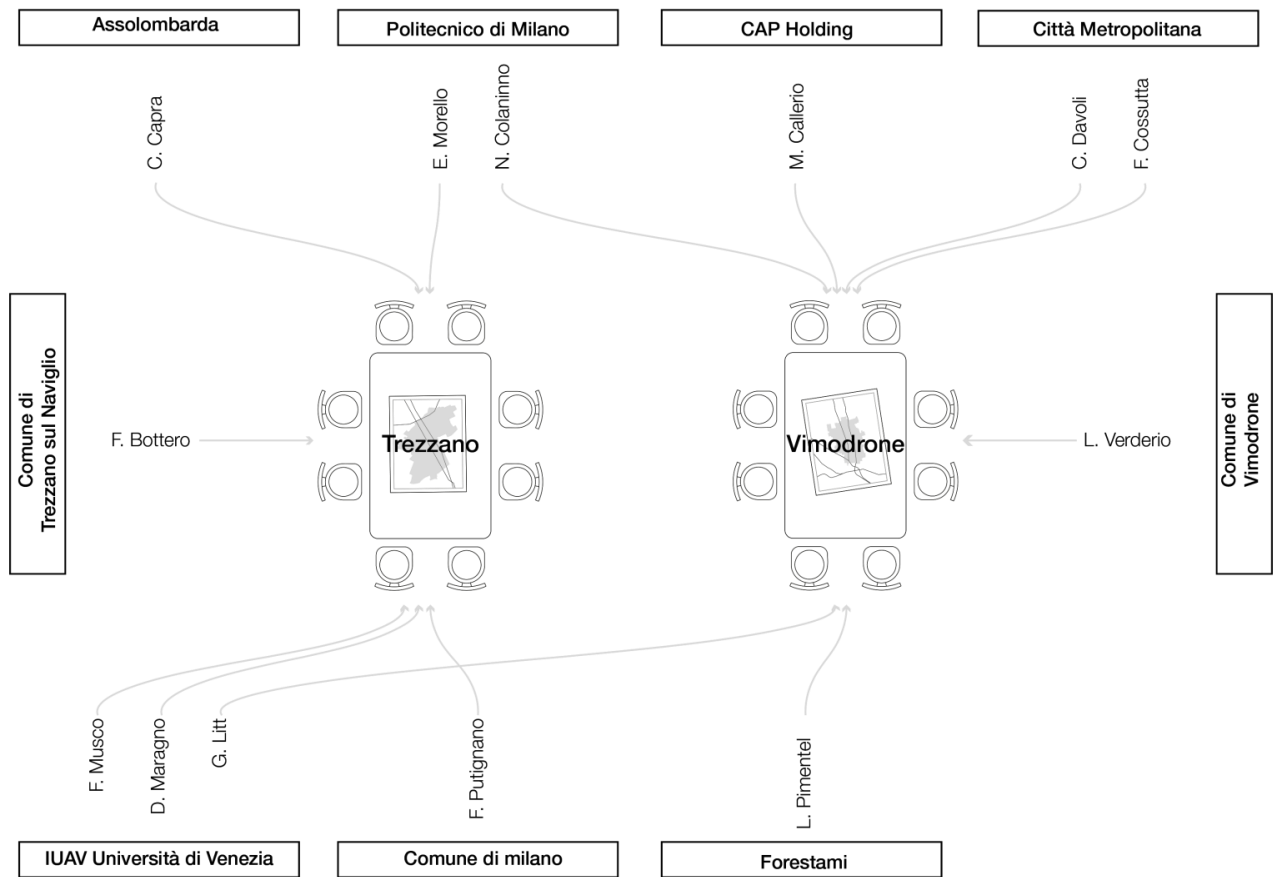 Assolombarda
Politecnico di Milano
CAP Holding
Città Metropolitana
C. Capra
E. Morello
N. Colaninno
M. Callerio
C. Davoli
F. Cossutta
Comune di
Trezzano sul Naviglio
F. Bottero
Trezzano
Vimodrone
L. Verderio
Comune di
Vimodrone
F. Musco
D. Maragno
G. Litt
F. Putignano
L. Pimentel
IUAV Università di Venezia
Comune di milano
Forestami